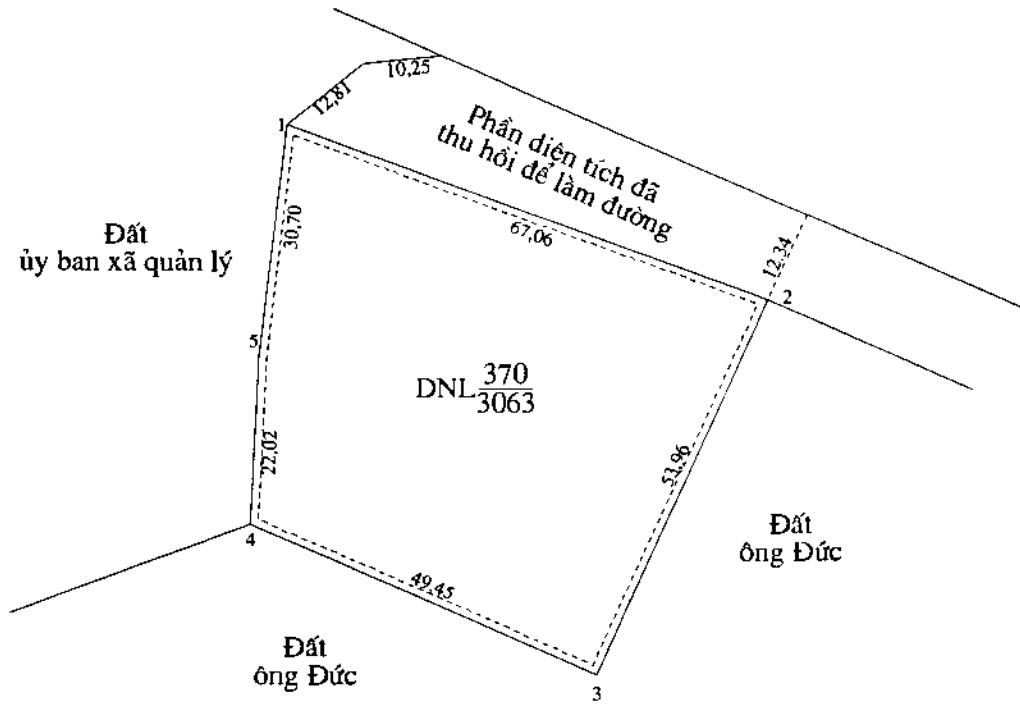 10,25
12,81
1
Phần diện tích đã
thu hồi để làm đường
67,06
12,34
2
30,70
Đất
ủy ban xã quản lý
5
DNL 370
3063
22,02
53,96
4
49,45
Đất
ông Đức
Đất
ông Đức
3